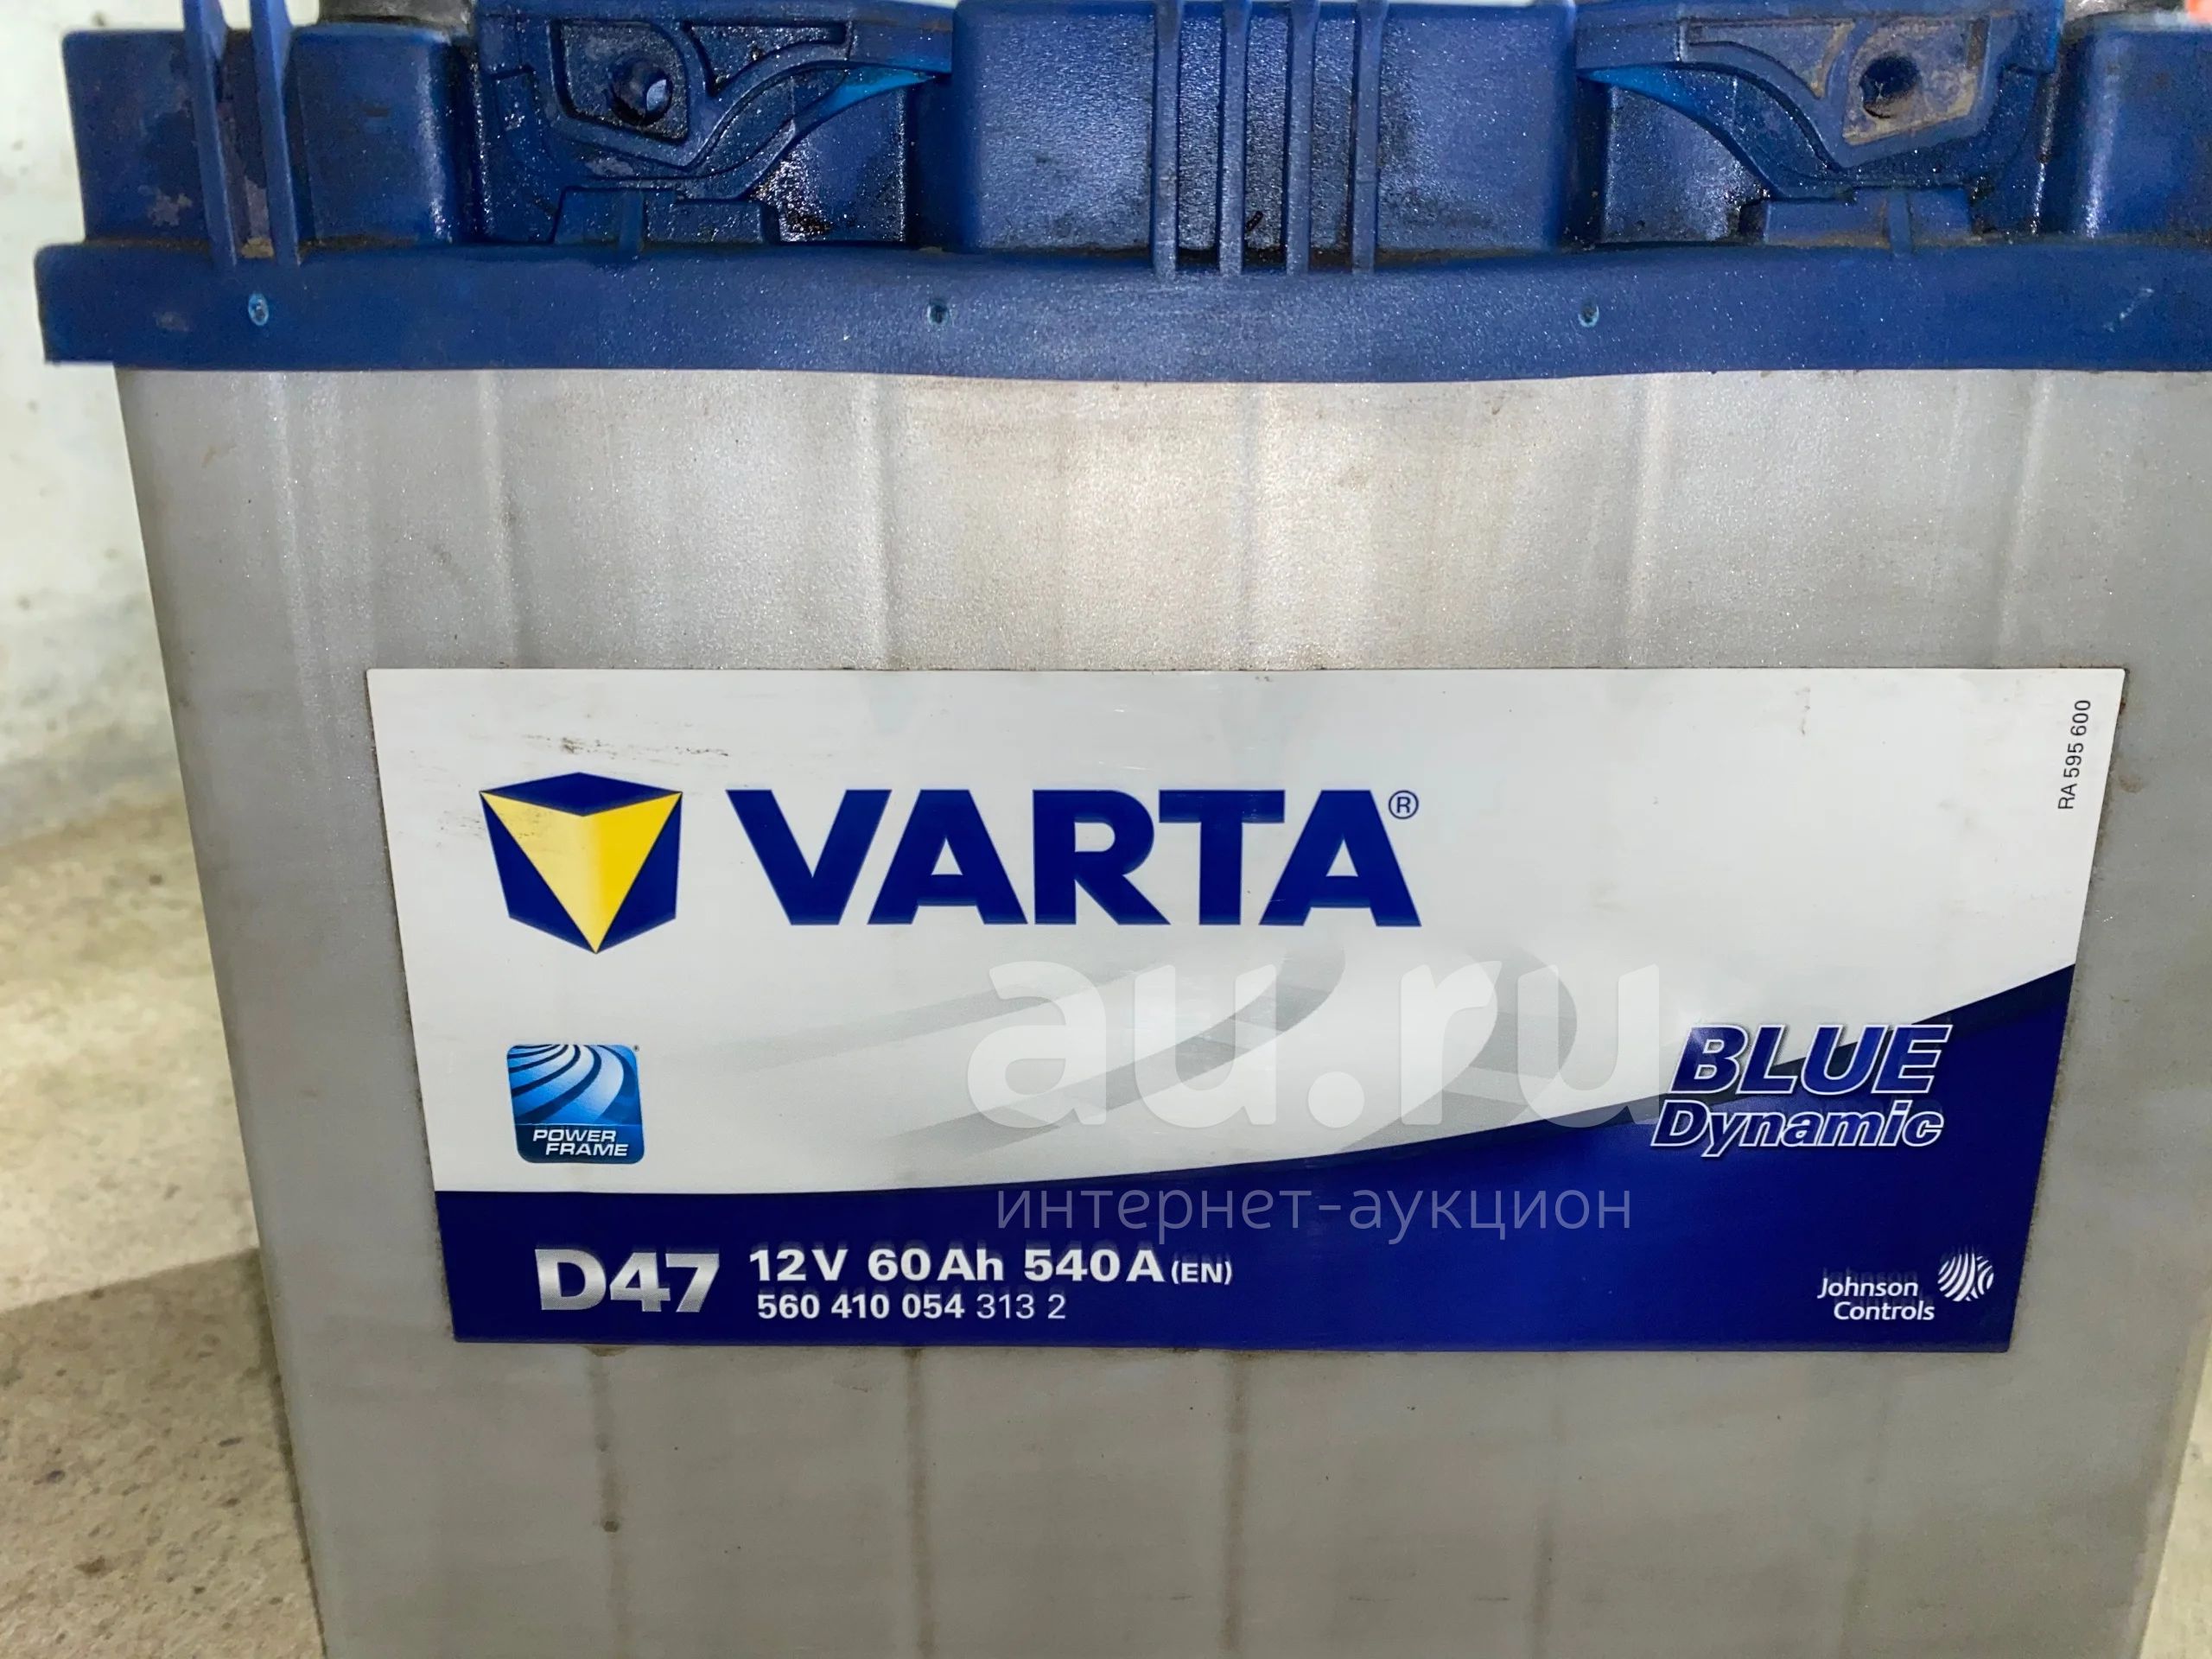 RA 595 600
VARTA®
au.ru
BLUE
Dynamic
POWER
FRAME
интернет-аукцион
D47 12V 60Ah 540A (EN)
560 410 054 313 2
Johnson
Controls